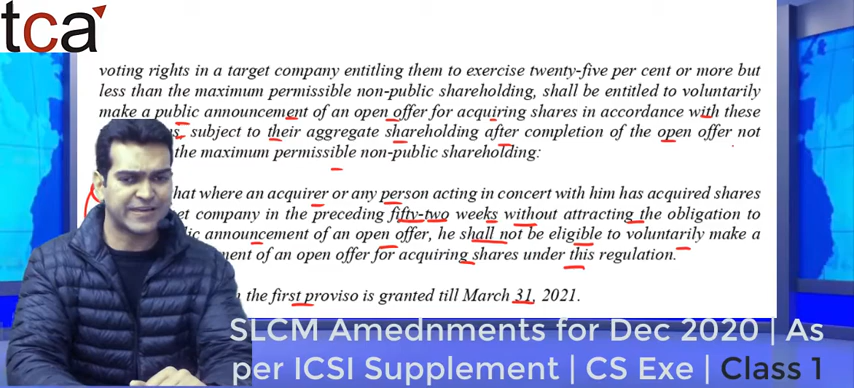 tca
voting rights in a target company entitling them to exercise twenty-five per cent or more but
less than the maximum permissible non-public shareholding, shall be entitled to voluntarily
make a public announcement of an open offer for acquiring shares in accordance with these
subject to their aggregate shareholding after completion of the open offer not
the maximum permissible non-public shareholding:
hat where an acquirer or any person acting in concert with him has acquired shares
et company in the preceding fifty-two weeks without attracting the obligation to
ic announcement of an open offer, he shall not be eligible to voluntarily make a
ment of an open offer for acquiring shares under this regulation.
the first proviso is granted till March 31, 2021.
SLCM Amednments for Dec 2020 | As
per ICSI Supplement | CS Exe | Class 1